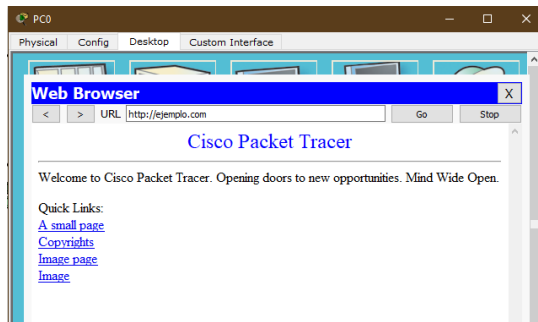 PC0
Physical Config Desktop Custom Interface
Web Browser X
< > URL http://ejemplo.com Go Stop
Cisco Packet Tracer
Welcome to Cisco Packet Tracer. Opening doors to new opportunities. Mind Wide Open.
Quick Links:
A small page
Copyrights
Image page
Image